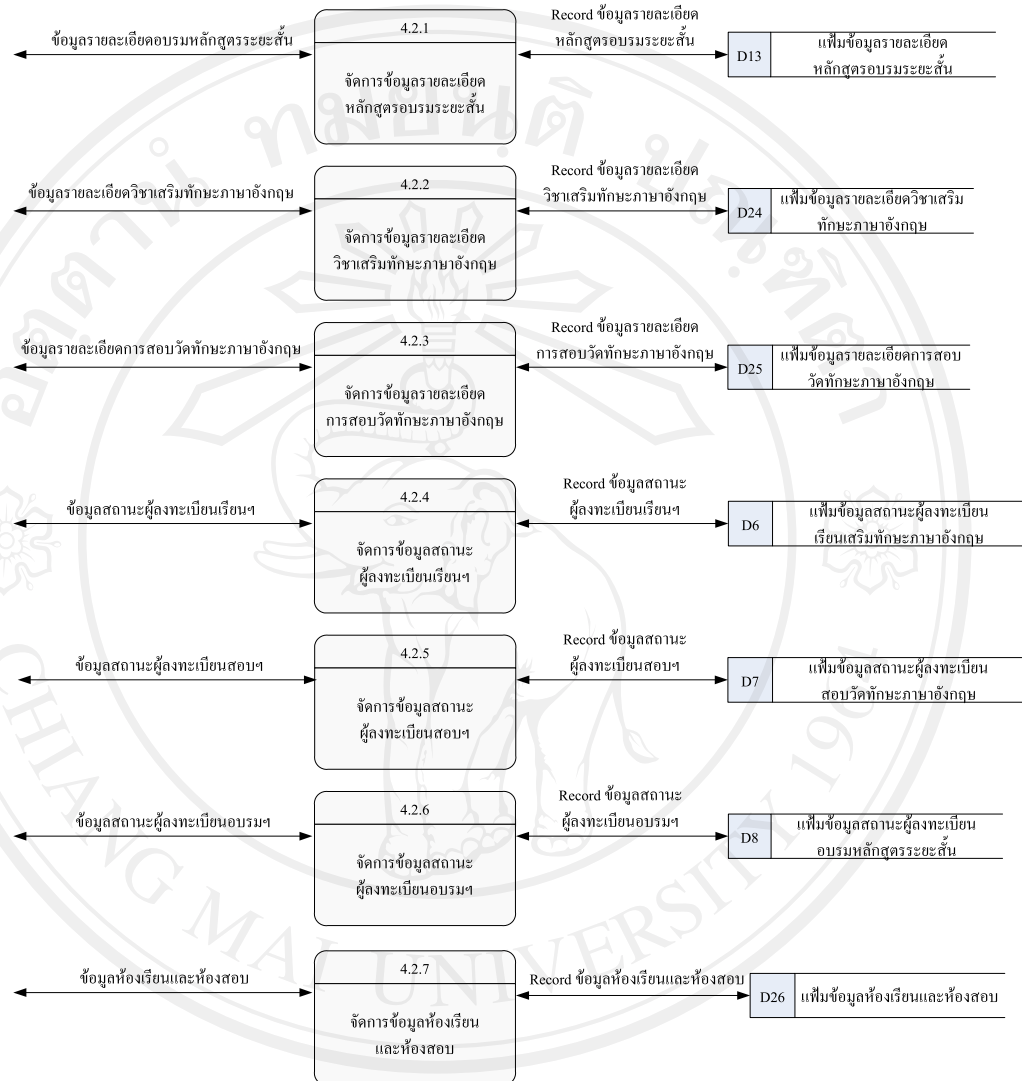 ข้อมูลรายละเอียดอบรมหลักสูตรระยะสั้น
4.2.1
จัดการข้อมูลรายละเอียด
หลักสูตรอบรมระยะสั้น
Record ข้อมูลรายละเอียด
หลักสูตรอบรมระยะสั้น
D13
แฟ้มข้อมูลรายละเอียด
หลักสูตรอบรมระยะสั้น
ข้อมูลรายละเอียดวิชาเสริมทักษะภาษาอังกฤษ
4.2.2
จัดการข้อมูลรายละเอียด
วิชาเสริมทักษะภาษาอังกฤษ
Record ข้อมูลรายละเอียด
วิชาเสริมทักษะภาษาอังกฤษ
D24
แฟ้มข้อมูลรายละเอียดวิชาเสริม
ทักษะภาษาอังกฤษ
ข้อมูลรายละเอียดการสอบวัดทักษะภาษาอังกฤษ
4.2.3
จัดการข้อมูลรายละเอียด
การสอบวัดทักษะภาษาอังกฤษ
Record ข้อมูลรายละเอียด
การสอบวัดทักษะภาษาอังกฤษ
D25
แฟ้มข้อมูลรายละเอียดการสอบ
วัดทักษะภาษาอังกฤษ
ข้อมูลสถานะผู้ลงทะเบียนเรียนฯ
4.2.4
จัดการข้อมูลสถานะ
ผู้ลงทะเบียนเรียนฯ
Record ข้อมูลสถานะ
ผู้ลงทะเบียนเรียนฯ
D6
แฟ้มข้อมูลสถานะผู้ลงทะเบียน
เรียนเสริมทักษะภาษาอังกฤษ
ข้อมูลสถานะผู้ลงทะเบียนสอบฯ
4.2.5
จัดการข้อมูลสถานะ
ผู้ลงทะเบียนสอบฯ
Record ข้อมูลสถานะ
ผู้ลงทะเบียนสอบฯ
D7
แฟ้มข้อมูลสถานะผู้ลงทะเบียน
สอบวัดทักษะภาษาอังกฤษ
ข้อมูลสถานะผู้ลงทะเบียนอบรมฯ
4.2.6
จัดการข้อมูลสถานะ
ผู้ลงทะเบียนอบรมฯ
Record ข้อมูลสถานะ
ผู้ลงทะเบียนอบรมฯ
D8
แฟ้มข้อมูลสถานะผู้ลงทะเบียน
อบรมหลักสูตรระยะสั้น
ข้อมูลห้องเรียนและห้องสอบ
4.2.7
จัดการข้อมูลห้องเรียน
และห้องสอบ
Record ข้อมูลห้องเรียนและห้องสอบ
D26
แฟ้มข้อมูลห้องเรียนและห้องสอบ
อตฺตานํ ทมยนฺติ ปณฺฑิตา
CHIANG MAI UNIVERSITY 1964